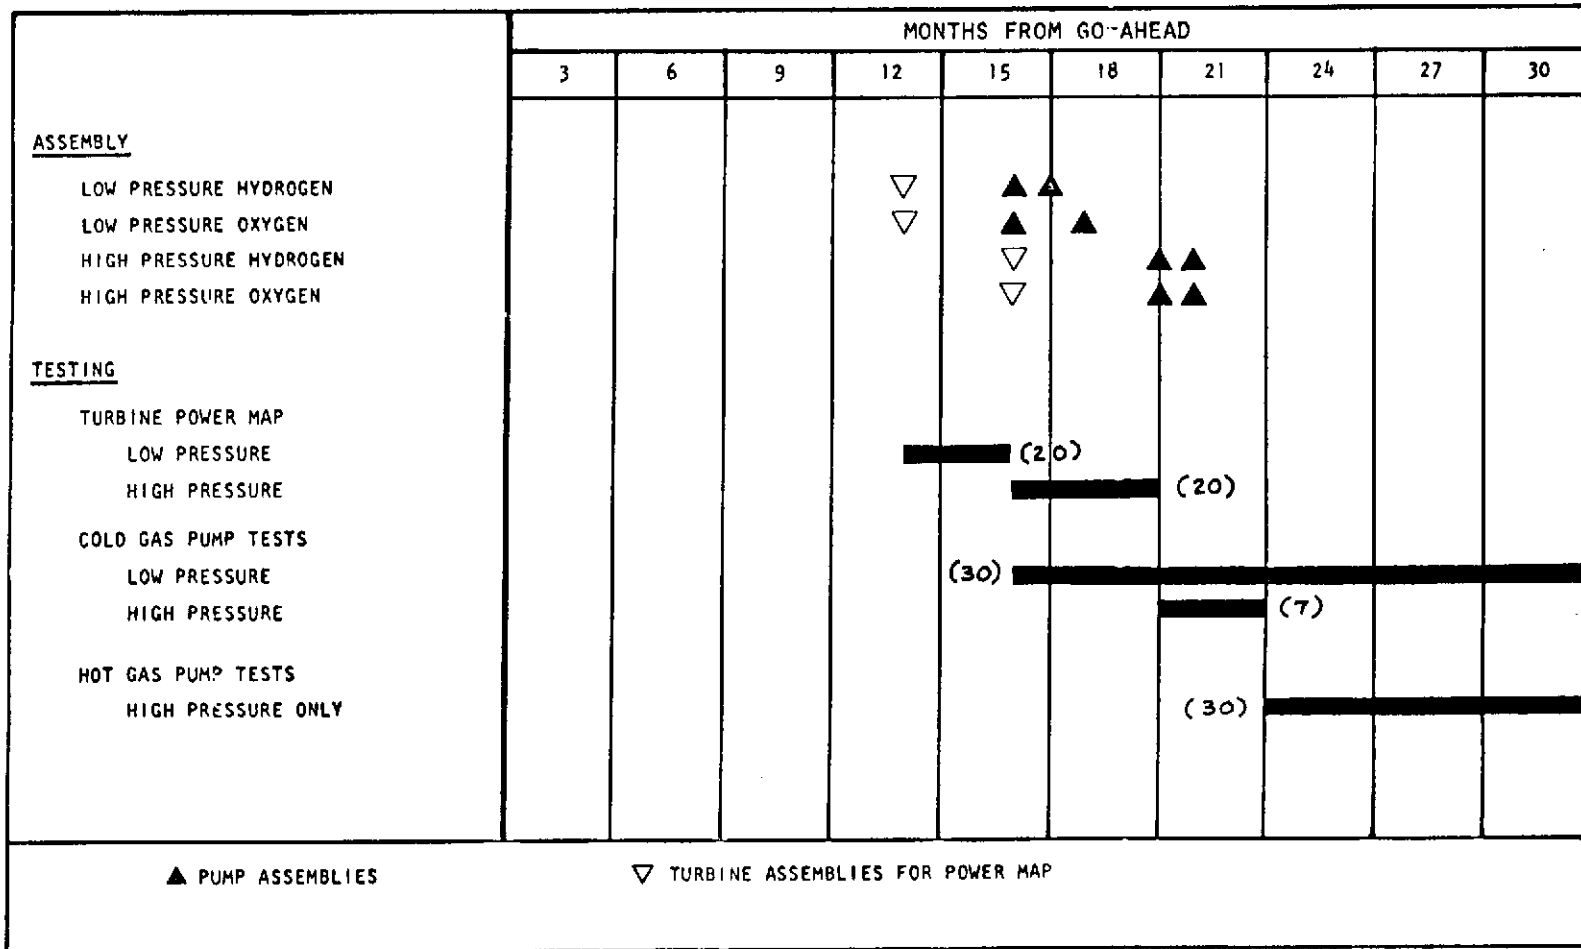 MONTHS FROM GO-AHEAD
3 6 9 12 15 18 21 24 27 30
ASSEMBLY
LOW PRESSURE HYDROGEN
LOW PRESSURE OXYGEN
HIGH PRESSURE HYDROGEN
HIGH PRESSURE OXYGEN
TESTING
TURBINE POWER MAP
LOW PRESSURE (20)
HIGH PRESSURE (20)
COLD GAS PUMP TESTS
LOW PRESSURE (30)
HIGH PRESSURE (7)
HOT GAS PUMP TESTS
HIGH PRESSURE ONLY (30)
▲ PUMP ASSEMBLIES ▽ TURBINE ASSEMBLIES FOR POWER MAP